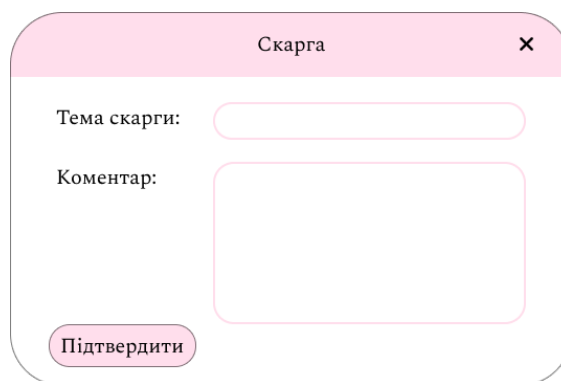 Скарга
Тема скарги:
Коментар:
Підтвердити